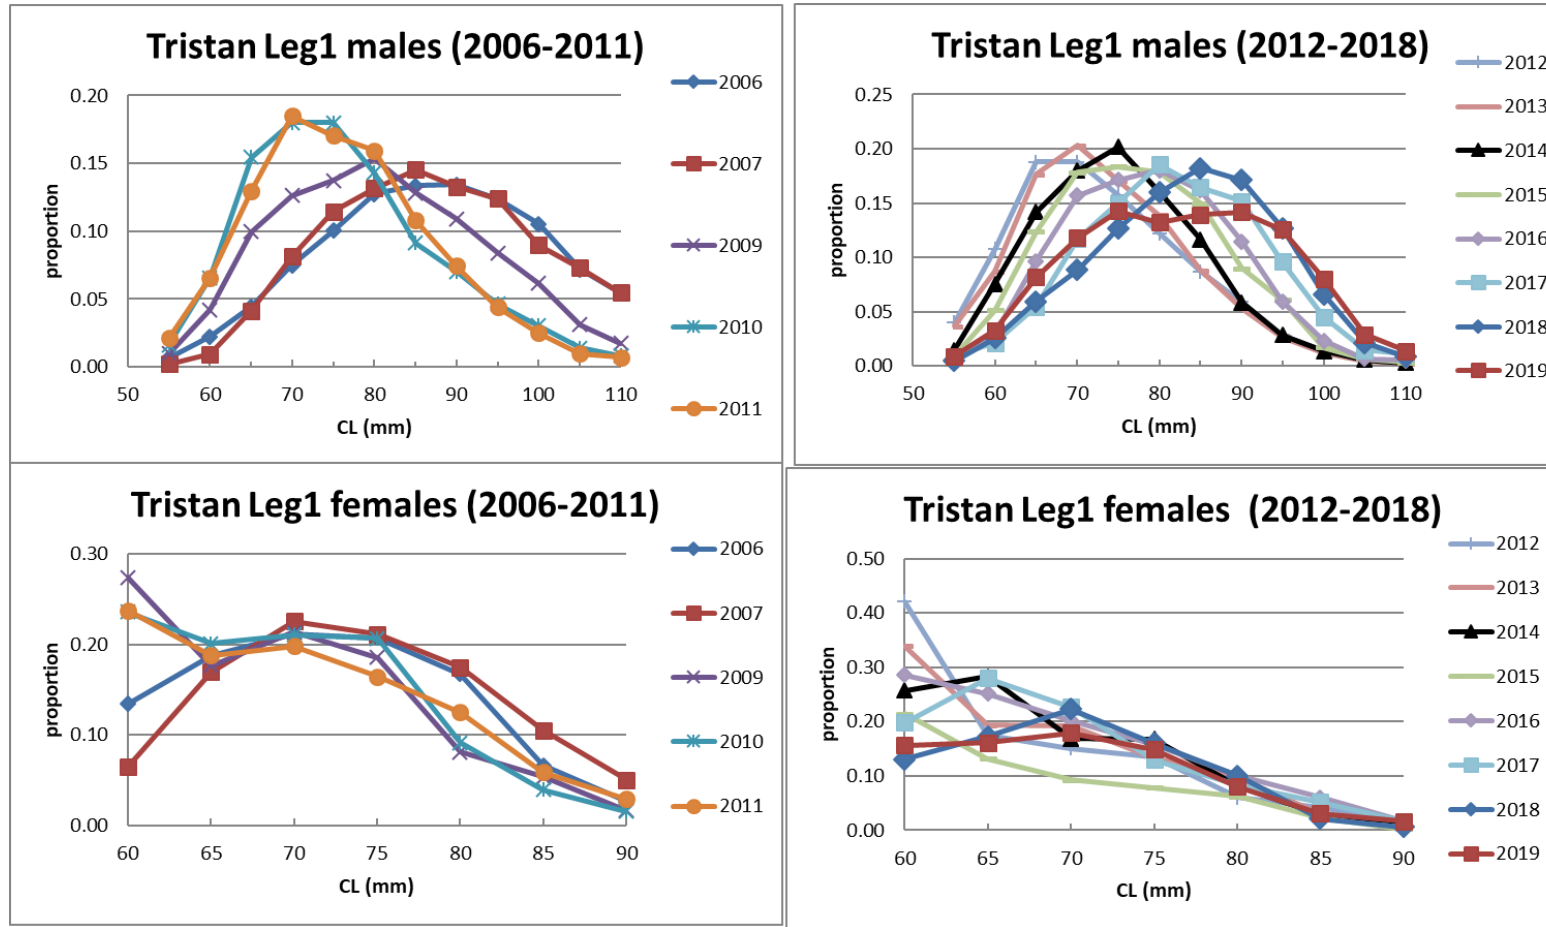 Tristan Leg1 males (2006-2011)
proportion
0.20
0.15
0.10
0.05
0.00
50 60 70 80 90 100 110
CL (mm)
2006
2007
2009
2010
2011
Tristan Leg1 males (2012-2018)
proportion
0.25
0.20
0.15
0.10
0.05
0.00
50 60 70 80 90 100 110
CL (mm)
2012
2013
2014
2015
2016
2017
2018
2019
Tristan Leg1 females (2006-2011)
proportion
0.30
0.20
0.10
0.00
60 65 70 75 80 85 90
CL (mm)
2006
2007
2009
2010
2011
Tristan Leg1 females (2012-2018)
proportion
0.50
0.40
0.30
0.20
0.10
0.00
60 65 70 75 80 85 90
CL (mm)
2012
2013
2014
2015
2016
2017
2018
2019